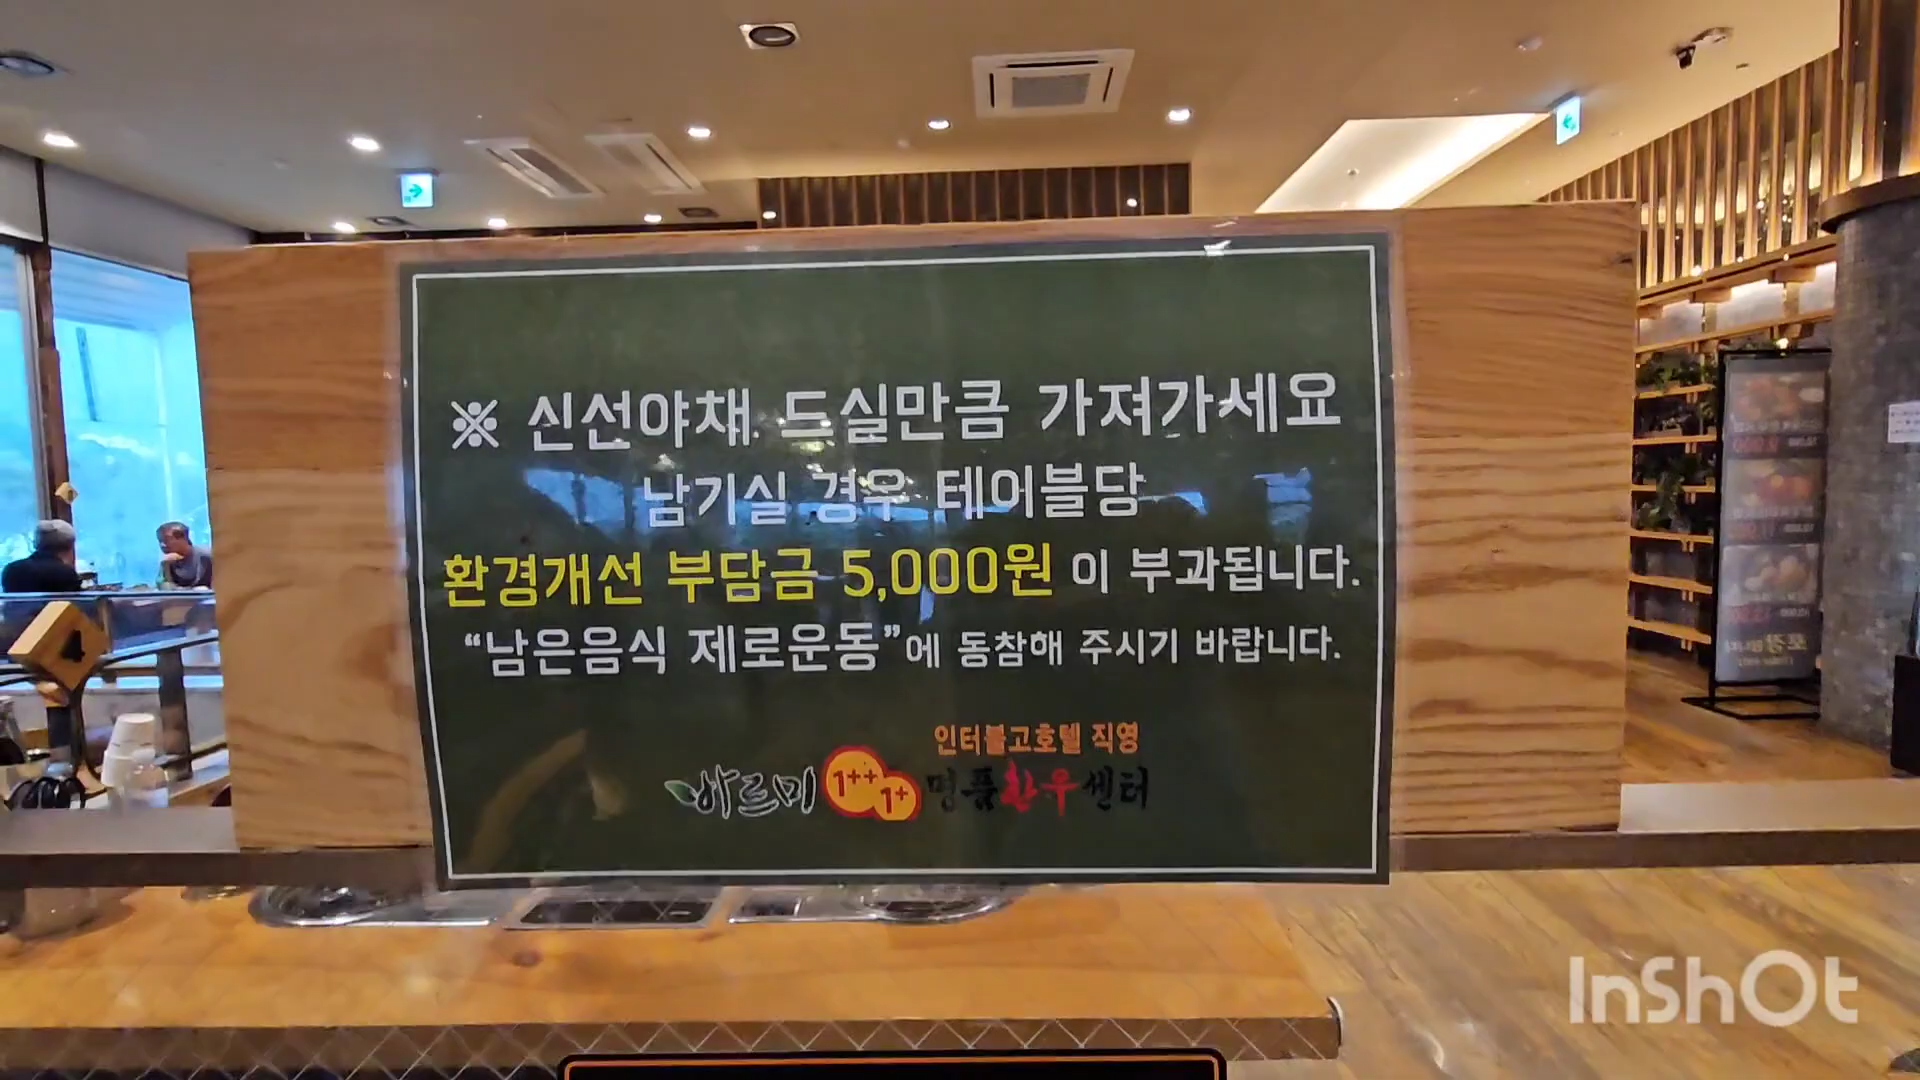 ※ 신선야채 드실만큼 가져가세요
남기실 경우 테이블당
환경개선 부담금 5,000원 이 부과됩니다.
“남은음식 제로운동”에 동참해 주시기 바랍니다.
인터불고호텔 직영
아르미 1++ 1+ 명품한우센터
4
InShOt